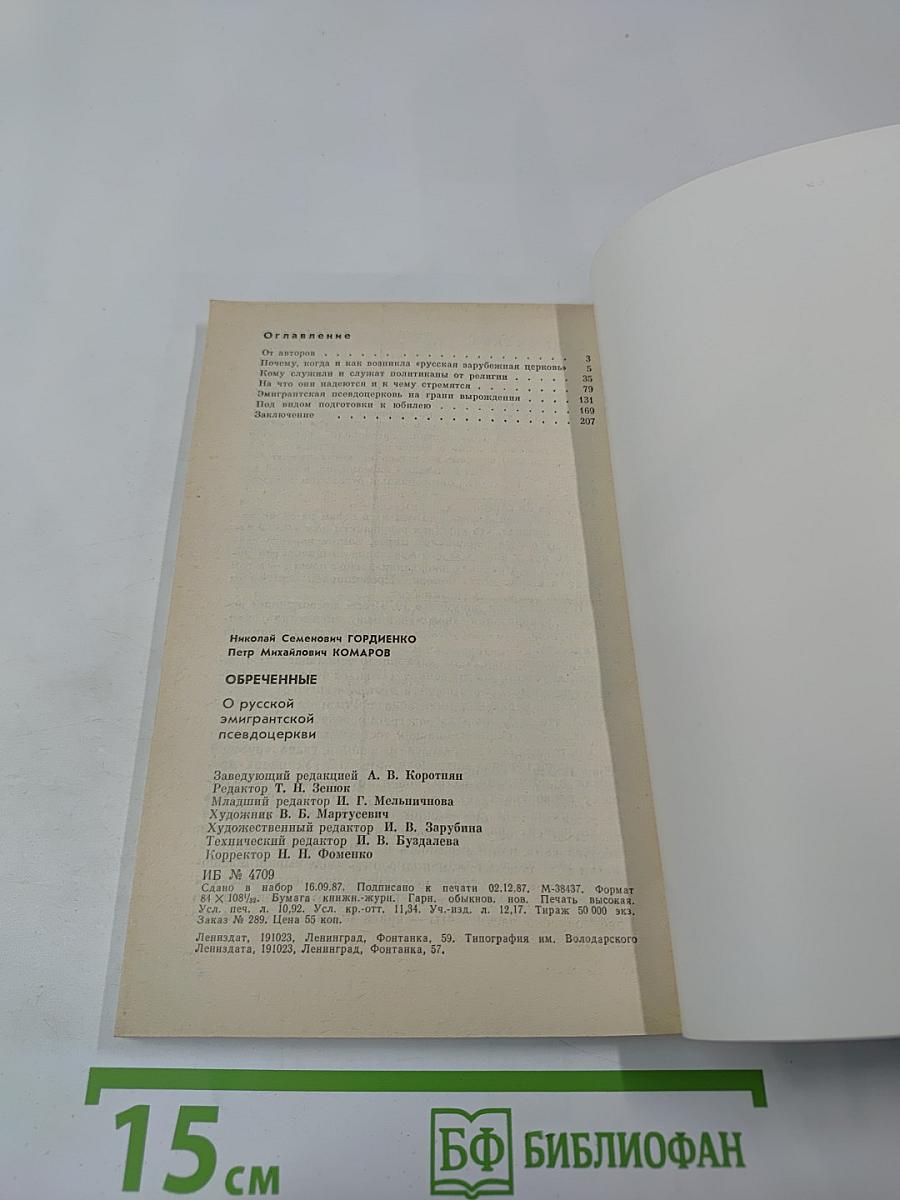 Оглавление
От авторов . . . . . . . . . . . . . . . . . . . . . . 3
Почему, когда и как возникла «русская зарубежная церковь» 5
Кому служили и служат политиканы от религии . . . . . 35
На что они надеются и к чему стремятся . . . . . . . . 79
Эмигрантская псевдоцерковь на грани вырождения . . . . 131
Под видом подготовки к юбилею . . . . . . . . . . . . 169
Заключение . . . . . . . . . . . . . . . . . . . . . 207
Николай Семенович ГОРДИЕНКО
Петр Михайлович КОМАРОВ
ОБРЕЧЕННЫЕ
О русской
эмигрантской
псевдоцеркви
Заведующий редакцией А. В. Коротнян
Редактор Т. Н. Зенюк
Младший редактор И. Г. Мельничнова
Художник В. Б. Мартусевич
Художественный редактор И. В. Зарубина
Технический редактор И. В. Буздалева
Корректор Н. Н. Фоменко
ИБ № 4709
Сдано в набор 16.09.87. Подписано к печати 02.12.87. М-38437. Формат
84 × 108 1/32. Бумага книжн.-журн. Гарн. обыкнов. нов. Печать высокая.
Усл. печ. л. 10,92. Усл. кр.-отт. 11,34. Уч.-изд. л. 12,17. Тираж 50 000 экз.
Заказ № 289. Цена 55 коп.
Лениздат, 191023, Ленинград, Фонтанка, 59. Типография им. Володарского
Лениздата, 191023, Ленинград, Фонтанка, 57.
15 см
БФ БИБЛИОФАН